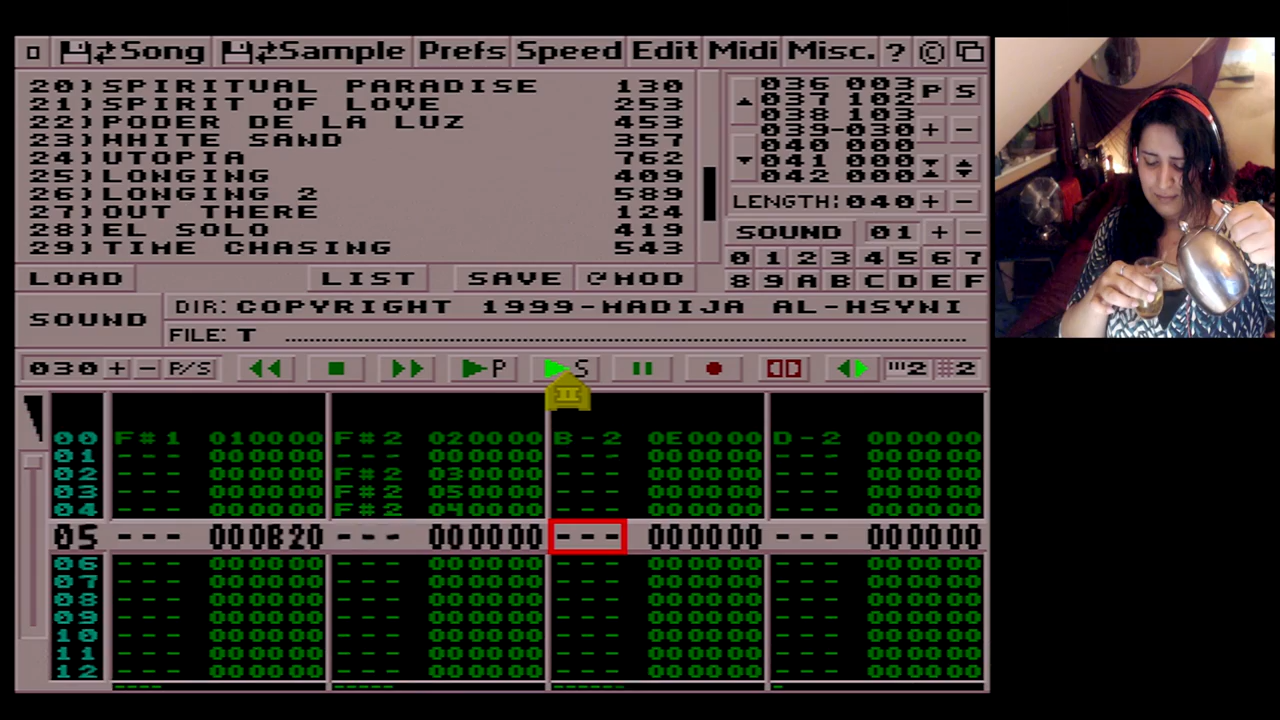 Song Sample Prefs Speed Edit Midi Misc. ? ©
20) SPIRITUAL PARADISE 130
21) SPIRIT OF LOVE 253
22) PODER DE LA LUZ 453
23) WHITE SAND 357
24) UTOPIA 762
25) LONGING 409
26) LONGING 2 589
27) OUT THERE 124
28) EL SOLO 419
29) TIME CHASING 543
036 003 P S
037 102
038 103
039-030 + -
040 000
041 000
042 000
LENGTH: 040 + -
SOUND 01 + -
0 1 2 3 4 5 6 7
8 9 A B C D E F
LOAD LIST SAVE MOD
SOUND
DIR: COPYRIGHT 1999-HADIJA AL-HSYNI
FILE: T
030 + - P/S P S 2 2
00 F#1 010000 F#2 020000 B-2 0E0000 D-2 0D0000
01 --- 000000 --- 000000 --- 000000 --- 000000
02 --- 000000 F#2 030000 --- 000000 --- 000000
03 --- 000000 F#2 050000 --- 000000 --- 000000
04 --- 000000 F#2 040000 --- 000000 --- 000000
05 --- 000B20 --- 000000 --- 000000 --- 000000
06 --- 000000 --- 000000 --- 000000 --- 000000
07 --- 000000 --- 000000 --- 000000 --- 000000
08 --- 000000 --- 000000 --- 000000 --- 000000
09 --- 000000 --- 000000 --- 000000 --- 000000
10 --- 000000 --- 000000 --- 000000 --- 000000
11 --- 000000 --- 000000 --- 000000 --- 000000
12 --- 000000 --- 000000 --- 000000 --- 000000